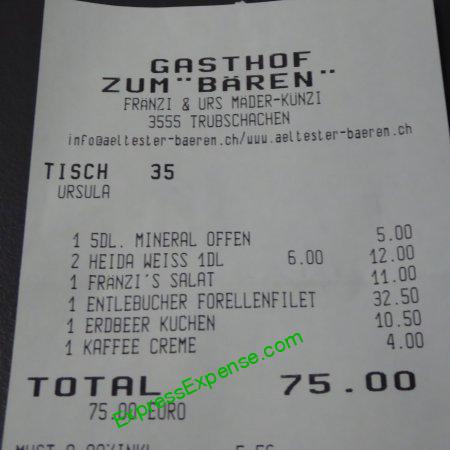 GASTHOF
ZUM "BÄREN"
FRANZI & URS MADER-KÜNZI
3555 TRUBSCHACHEN
info@aeltester-baeren.ch/www.aeltester-baeren.ch
TISCH 35
URSULA
1 5DL. MINERAL OFFEN 5.00
2 HEIDA WEISS 1DL 6.00 12.00
1 FRANZI'S SALAT 11.00
1 ENTLEBUCHER FORELLENFILET 32.50
1 ERDBEER KUCHEN 10.50
1 KAFFEE CREME 4.00
TOTAL 75.00
75.00 EURO
ExpressExpense.com